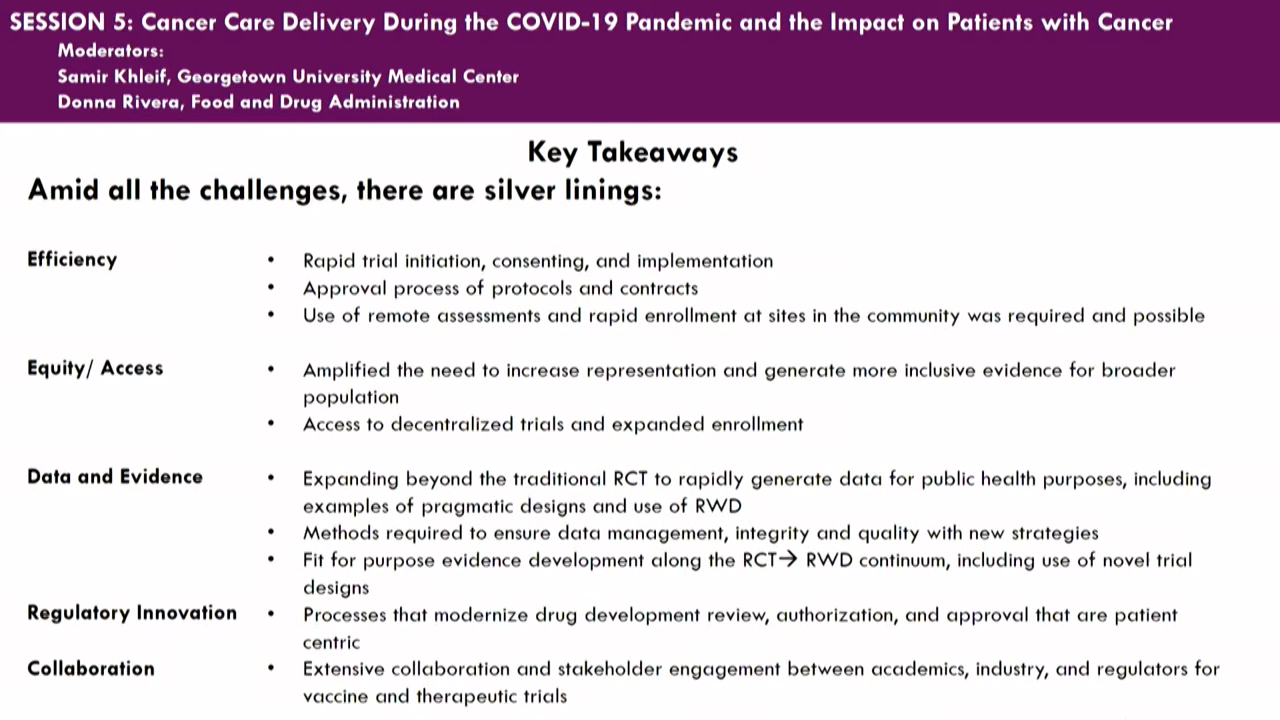 SESSION 5: Cancer Care Delivery During the COVID-19 Pandemic and the Impact on Patients with Cancer
Moderators:
Samir Khleif, Georgetown University Medical Center
Donna Rivera, Food and Drug Administration
Key Takeaways
Amid all the challenges, there are silver linings:
Efficiency • Rapid trial initiation, consenting, and implementation
• Approval process of protocols and contracts
• Use of remote assessments and rapid enrollment at sites in the community was required and possible
Equity/ Access • Amplified the need to increase representation and generate more inclusive evidence for broader
population
• Access to decentralized trials and expanded enrollment
Data and Evidence • Expanding beyond the traditional RCT to rapidly generate data for public health purposes, including
examples of pragmatic designs and use of RWD
• Methods required to ensure data management, integrity and quality with new strategies
• Fit for purpose evidence development along the RCT→ RWD continuum, including use of novel trial
designs
Regulatory Innovation • Processes that modernize drug development review, authorization, and approval that are patient
centric
Collaboration • Extensive collaboration and stakeholder engagement between academics, industry, and regulators for
vaccine and therapeutic trials